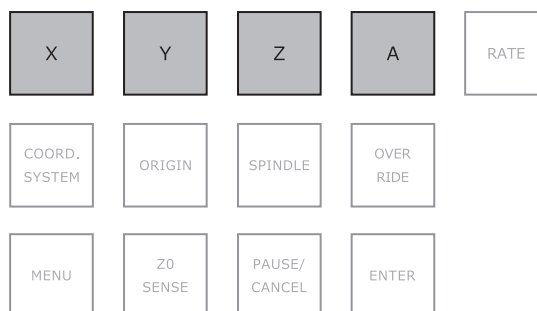 X
Y
Z
A
RATE
COORD.
SYSTEM
ORIGIN
SPINDLE
OVER
RIDE
MENU
Z0
SENSE
PAUSE/
CANCEL
ENTER